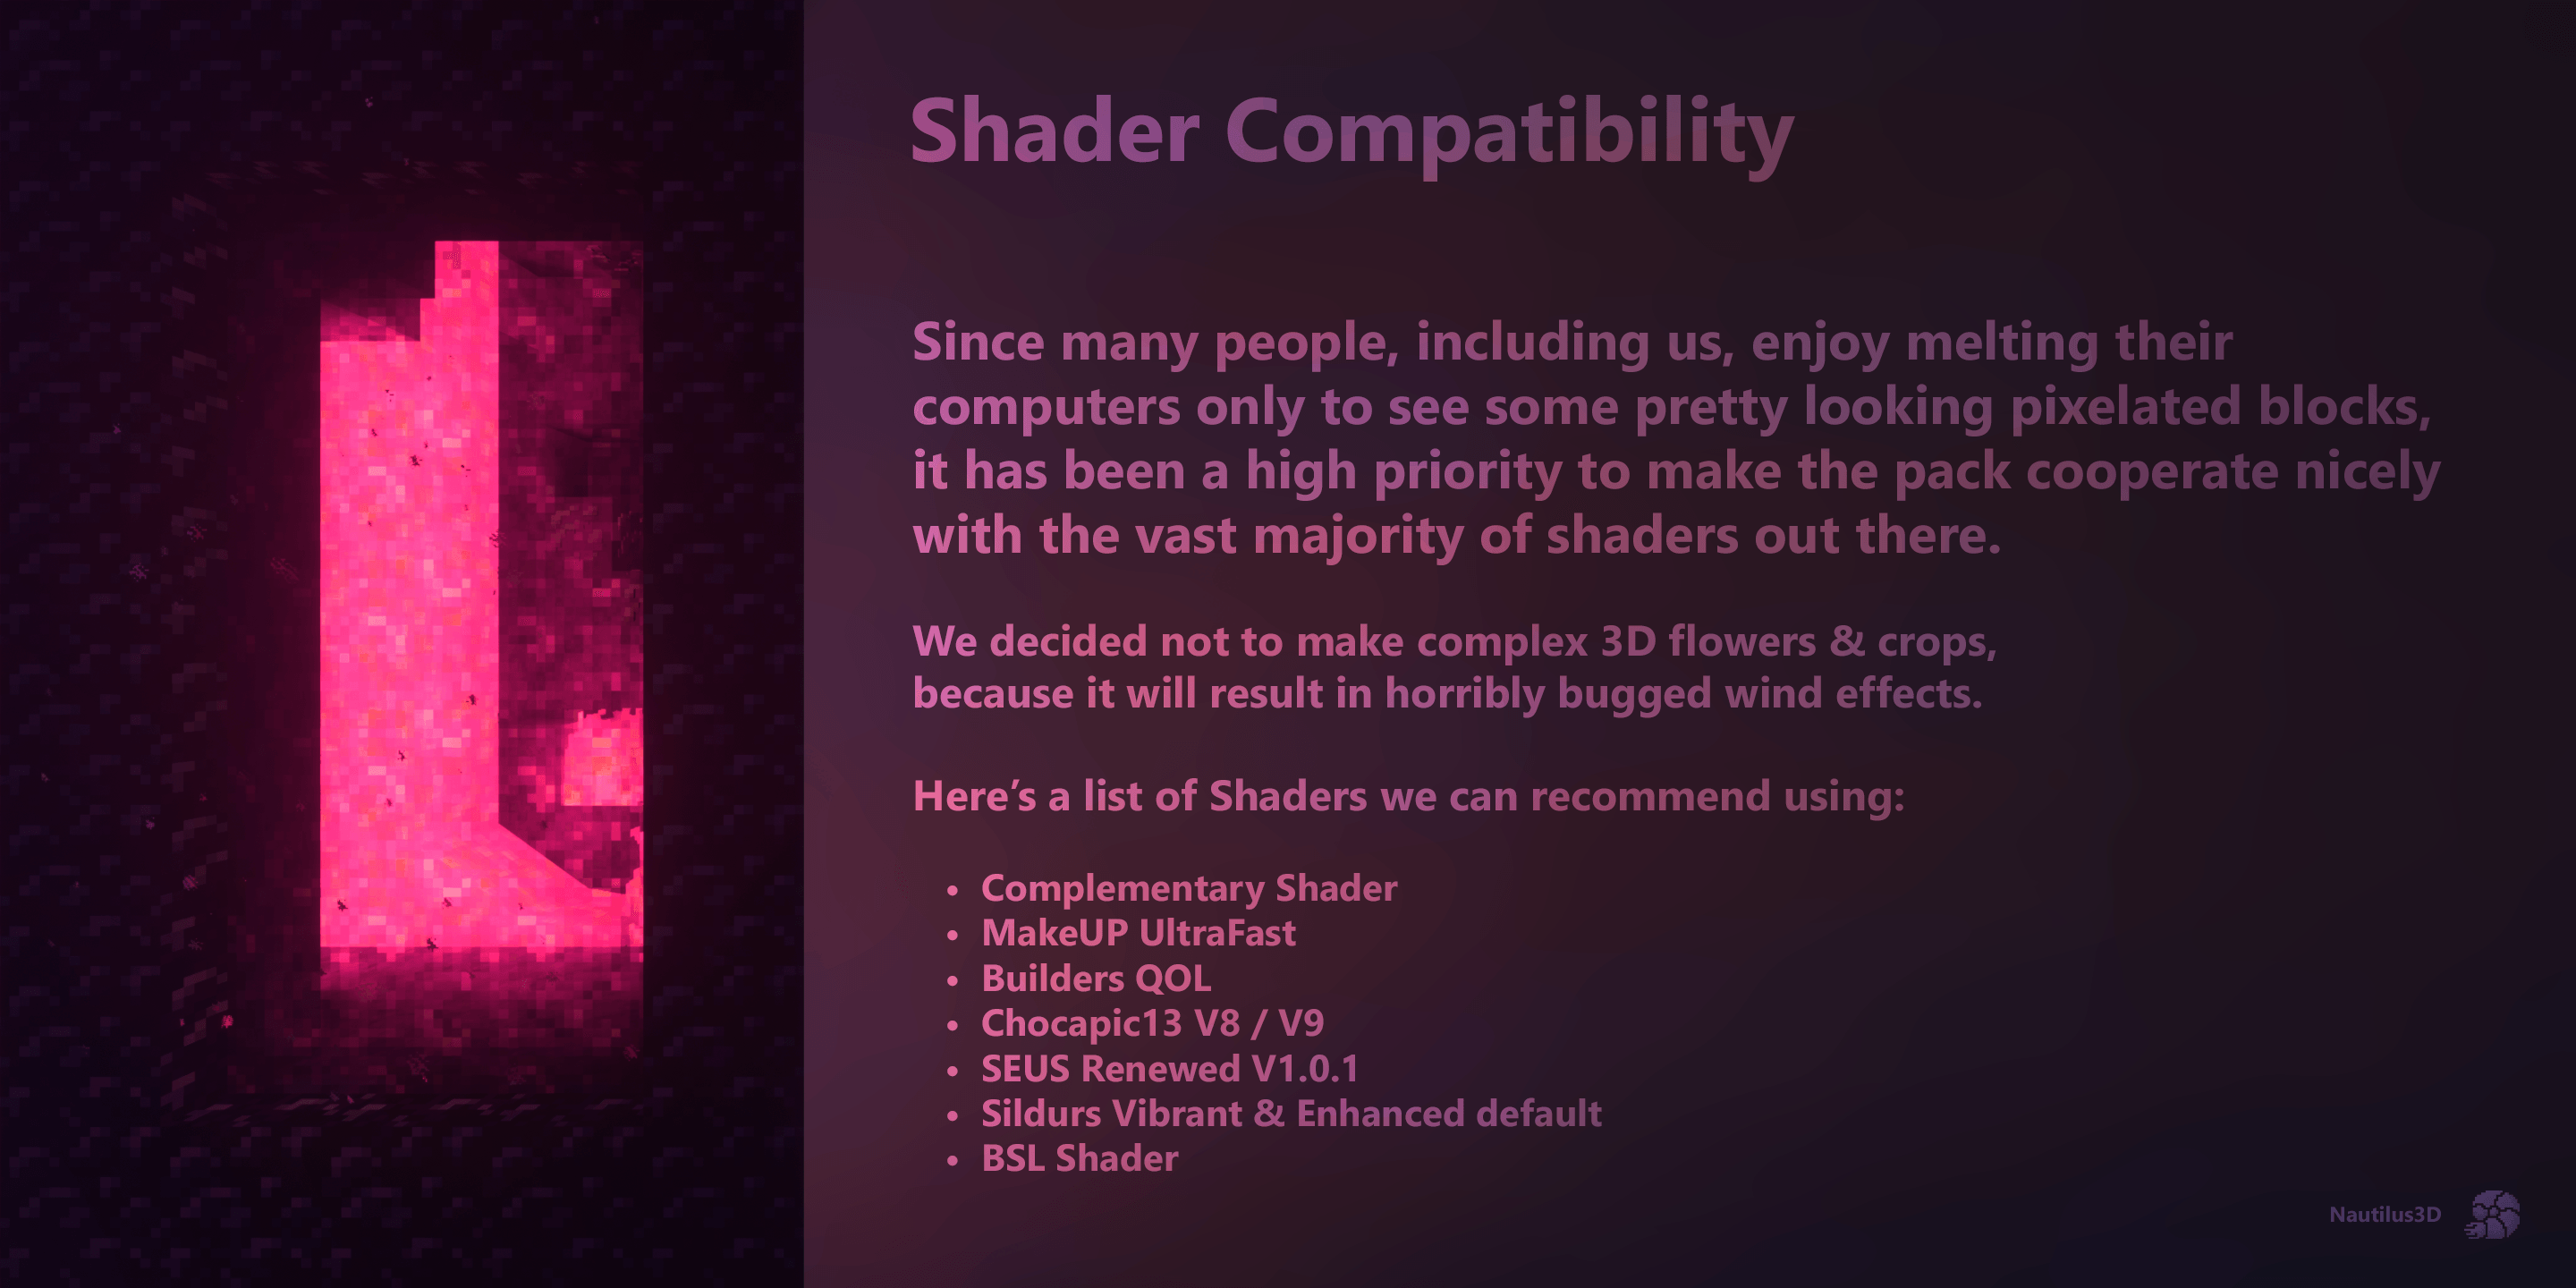 Shader Compatibility
Since many people, including us, enjoy melting their
computers only to see some pretty looking pixelated blocks,
it has been a high priority to make the pack cooperate nicely
with the vast majority of shaders out there.
We decided not to make complex 3D flowers & crops,
because it will result in horribly bugged wind effects.
Here’s a list of Shaders we can recommend using:
• Complementary Shader
• MakeUP UltraFast
• Builders QOL
• Chocapic13 V8 / V9
• SEUS Renewed V1.0.1
• Sildurs Vibrant & Enhanced default
• BSL Shader
Nautilus3D